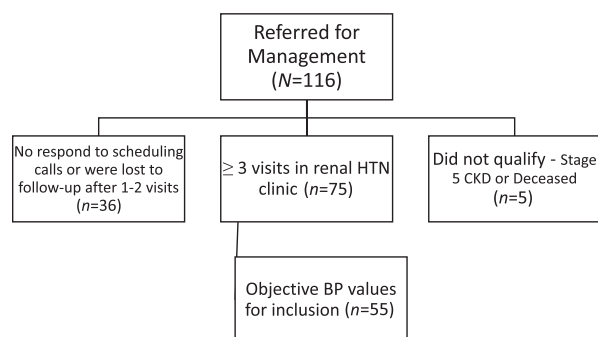 Referred for
Management
(N=116)
No respond to scheduling
calls or were lost to
follow-up after 1-2 visits
(n=36)
≥ 3 visits in renal HTN
clinic (n=75)
Did not qualify - Stage
5 CKD or Deceased
(n=5)
Objective BP values
for inclusion (n=55)